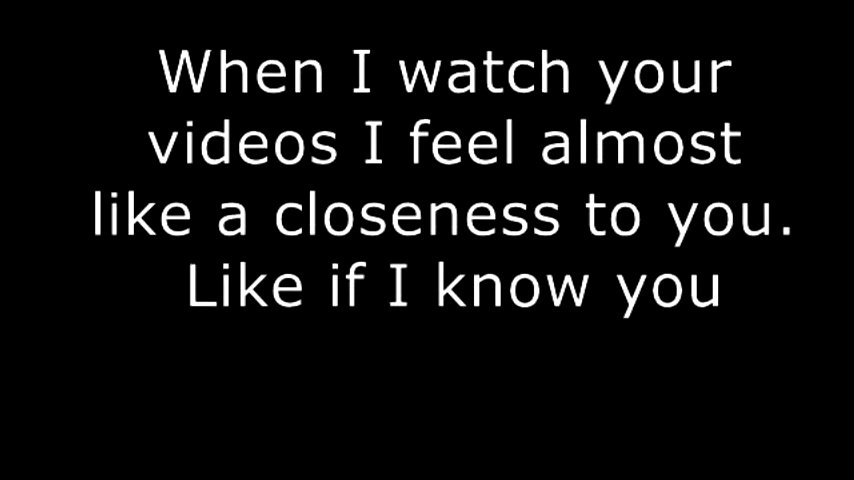 When I watch your
videos I feel almost
like a closeness to you.
Like if I know you